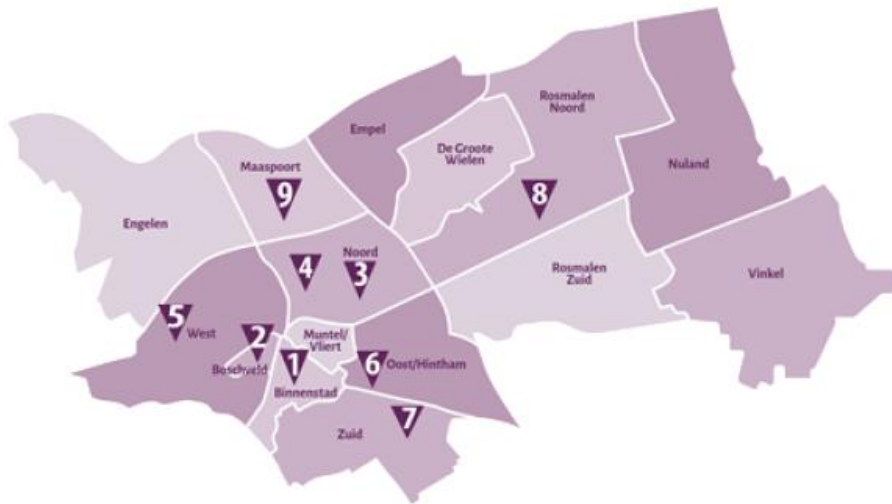 Empel
Rosmalen
Noord
De Groote
Wielen
Maaspoort
9
8
Nuland
Engelen
Noord
4
3
Rosmalen
Zuid
Vinkel
5
West
2
Muntel/
Vliert
Boschveld
1
6
Oost/Hintham
Binnenstad
7
Zuid